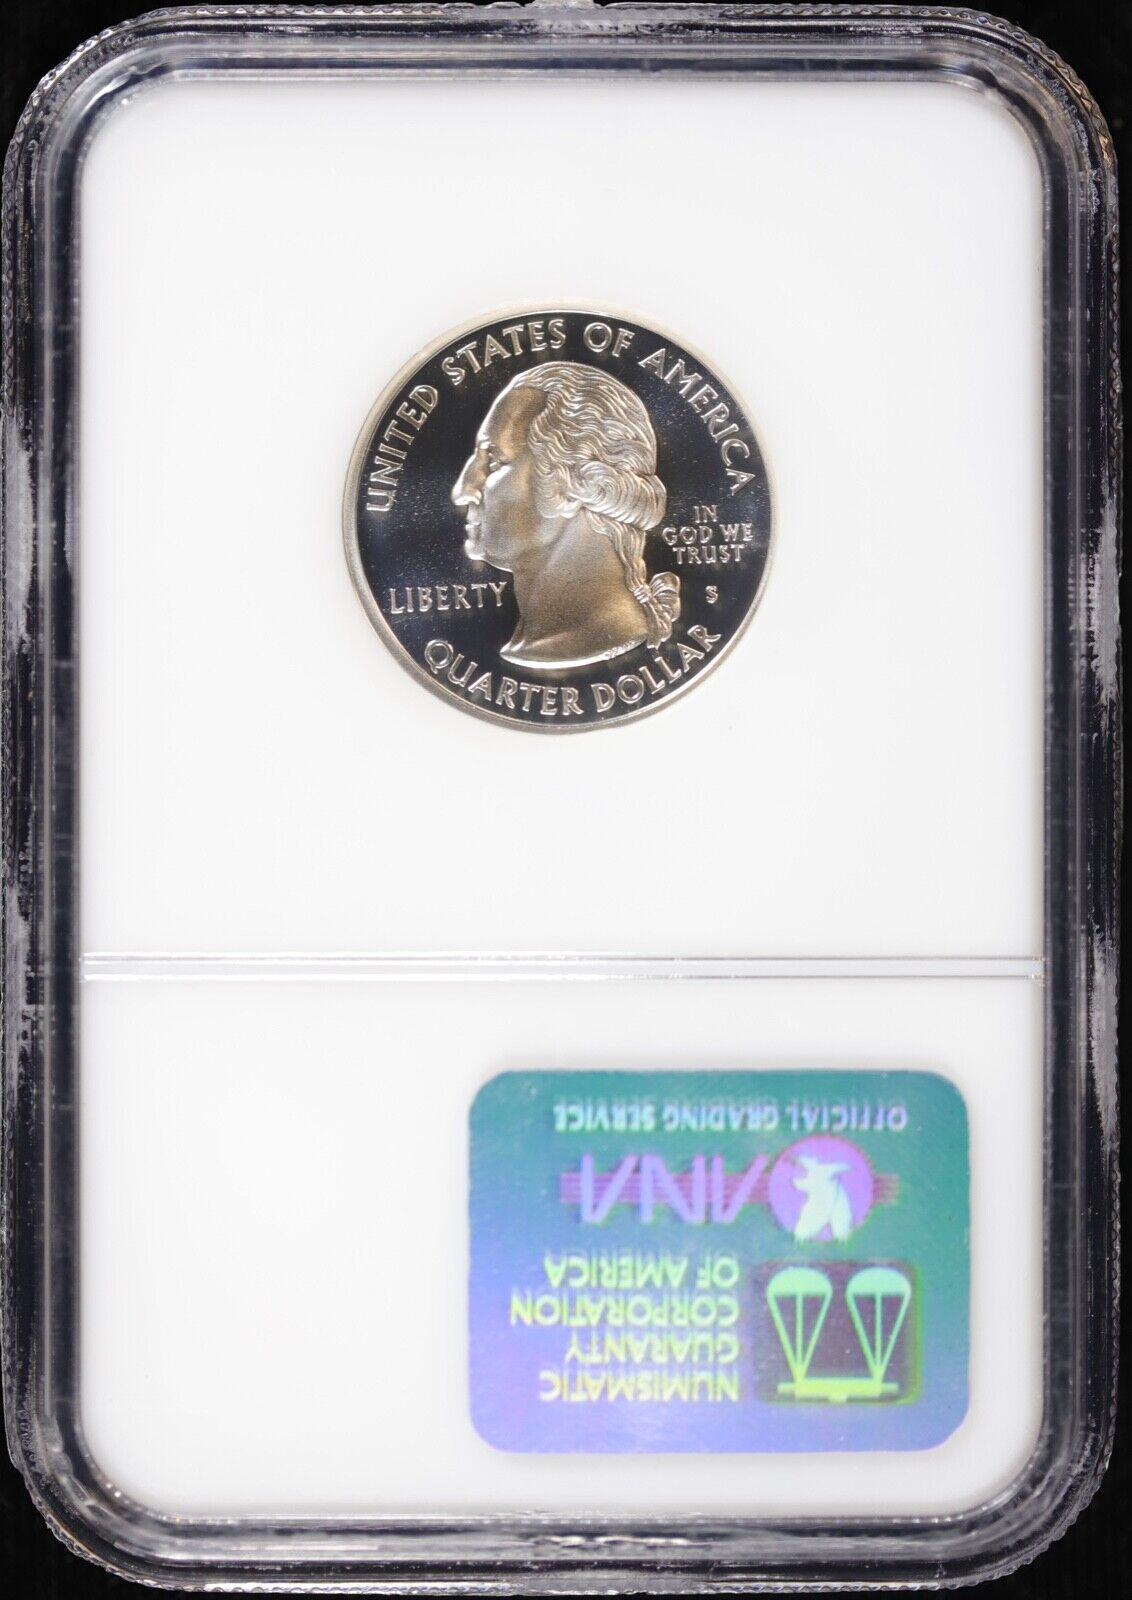 UNITED STATES OF AMERICA
IN
GOD WE
TRUST
LIBERTY
S
QUARTER DOLLAR
NUMISMATIC
GUARANTY
CORPORATION
OF AMERICA
ANA
OFFICIAL GRADING SERVICE